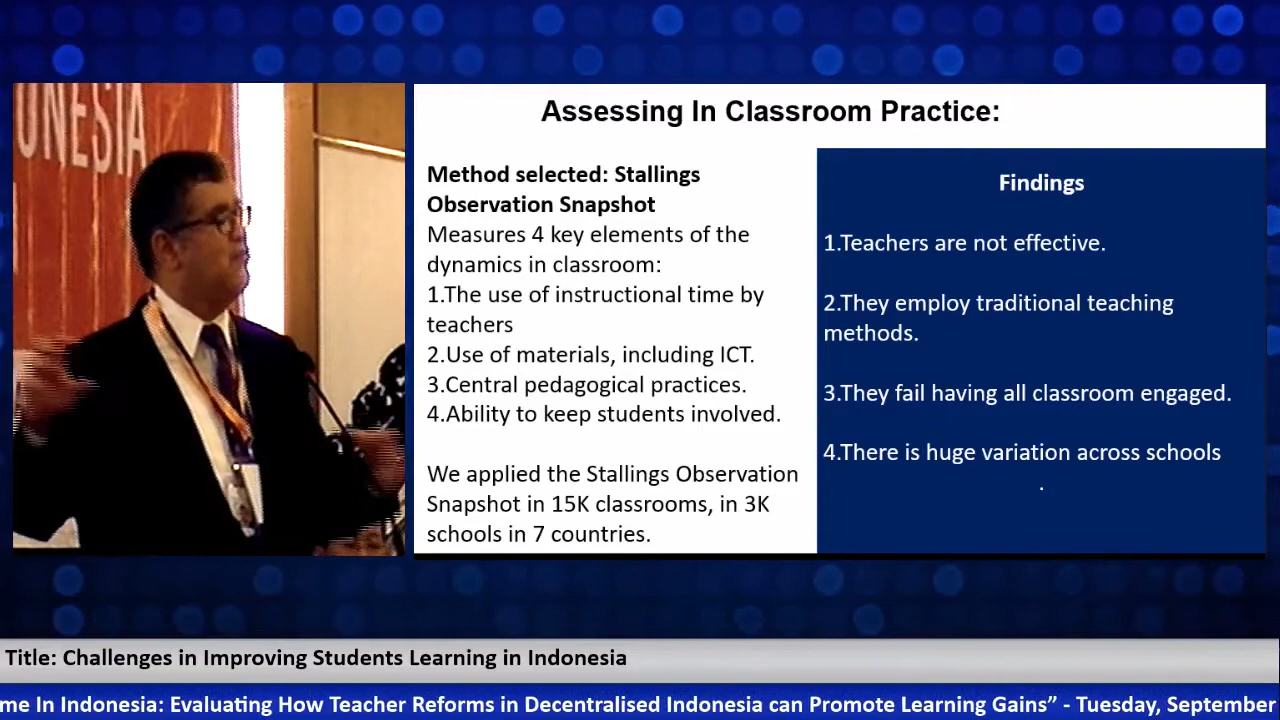 UNESIA
Assessing In Classroom Practice:
Method selected: Stallings
Observation Snapshot
Measures 4 key elements of the
dynamics in classroom:
1.The use of instructional time by
teachers
2.Use of materials, including ICT.
3.Central pedagogical practices.
4.Ability to keep students involved.
We applied the Stallings Observation
Snapshot in 15K classrooms, in 3K
schools in 7 countries.
Findings
1.Teachers are not effective.
2.They employ traditional teaching
methods.
3.They fail having all classroom engaged.
4.There is huge variation across schools
.
Title: Challenges in Improving Students Learning in Indonesia
me In Indonesia: Evaluating How Teacher Reforms in Decentralised Indonesia can Promote Learning Gains” - Tuesday, September